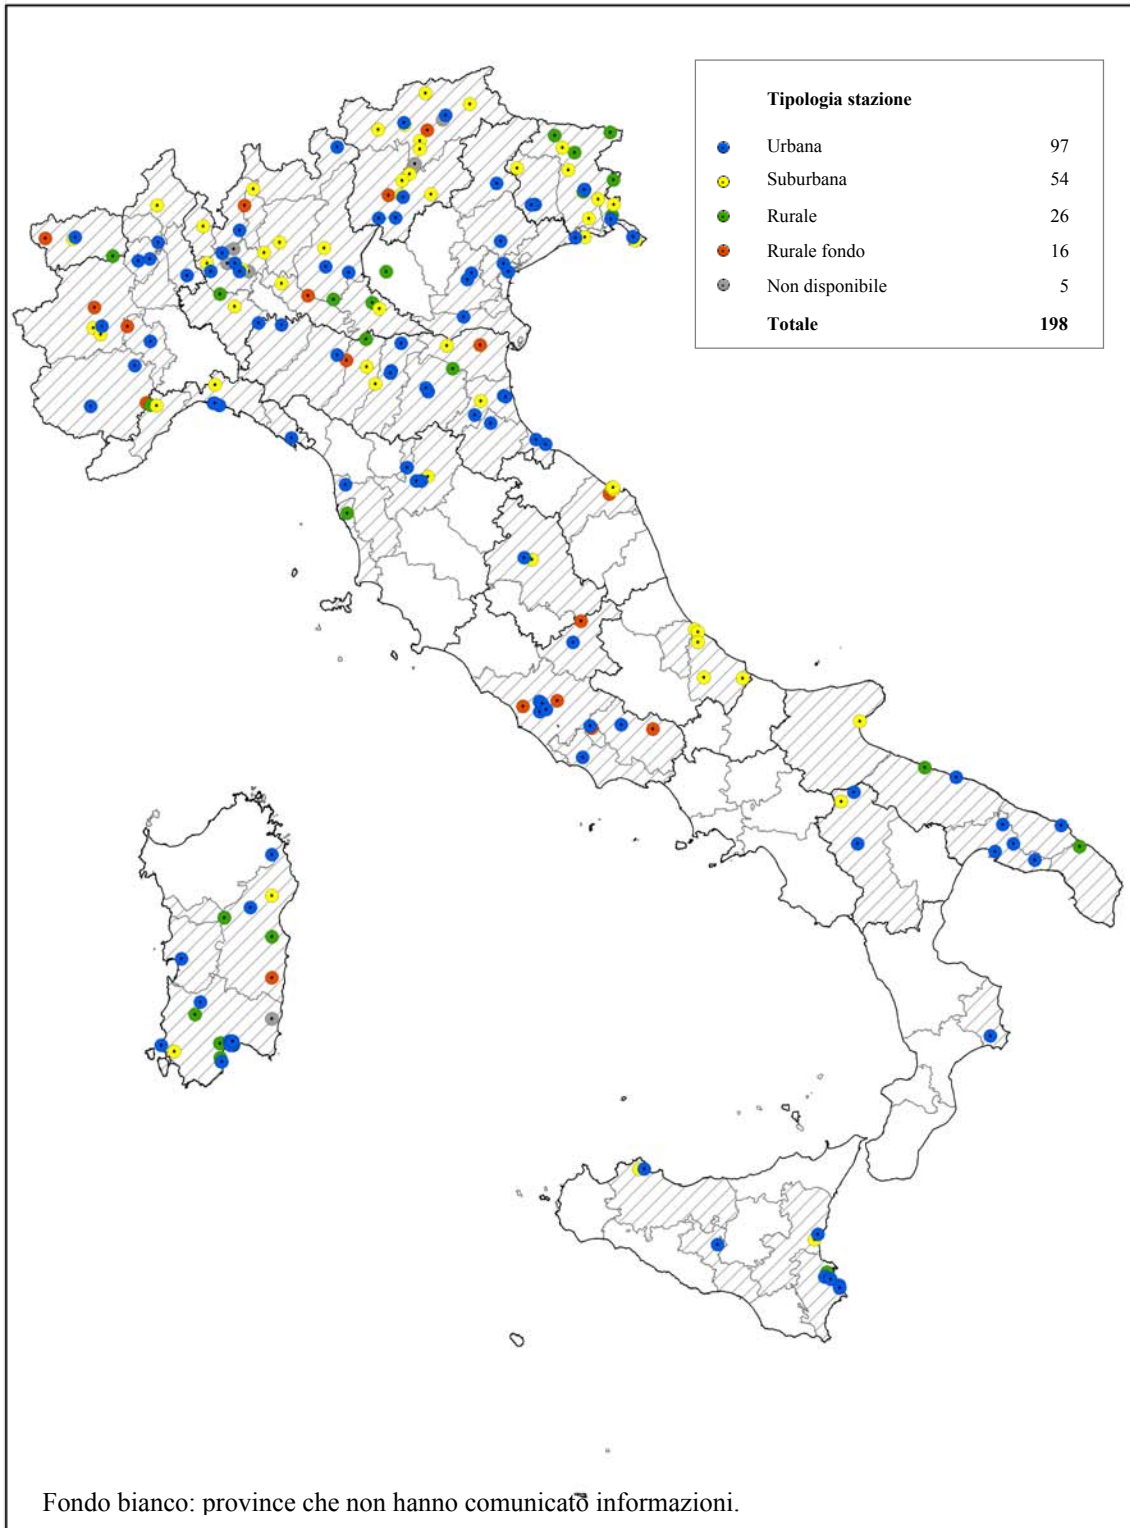 Tipologia stazione
Urbana 97
Suburbana 54
Rurale 26
Rurale fondo 16
Non disponibile 5
Totale 198
Fondo bianco: province che non hanno comunicato informazioni.